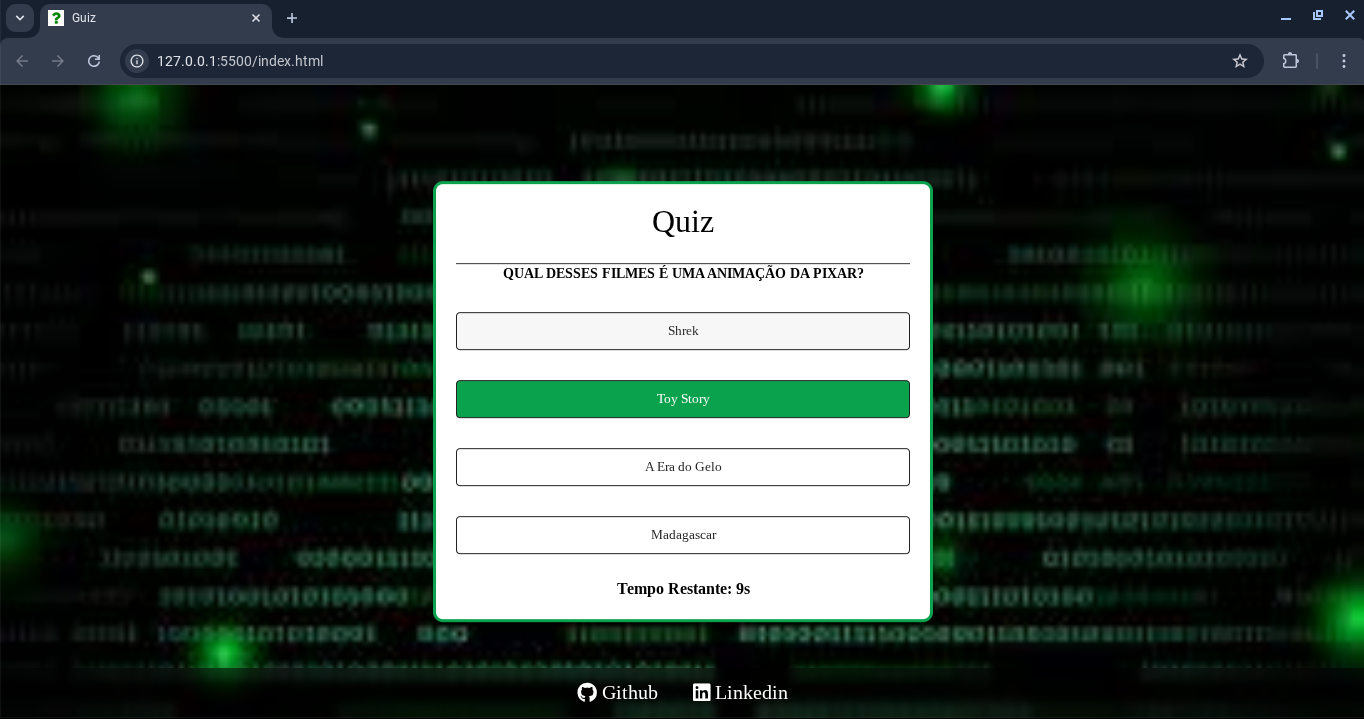 Guiz
127.0.0.1:5500/index.html
Quiz
QUAL DESSES FILMES É UMA ANIMAÇÃO DA PIXAR?
Shrek
Toy Story
A Era do Gelo
Madagascar
Tempo Restante: 9s
Github
Linkedin